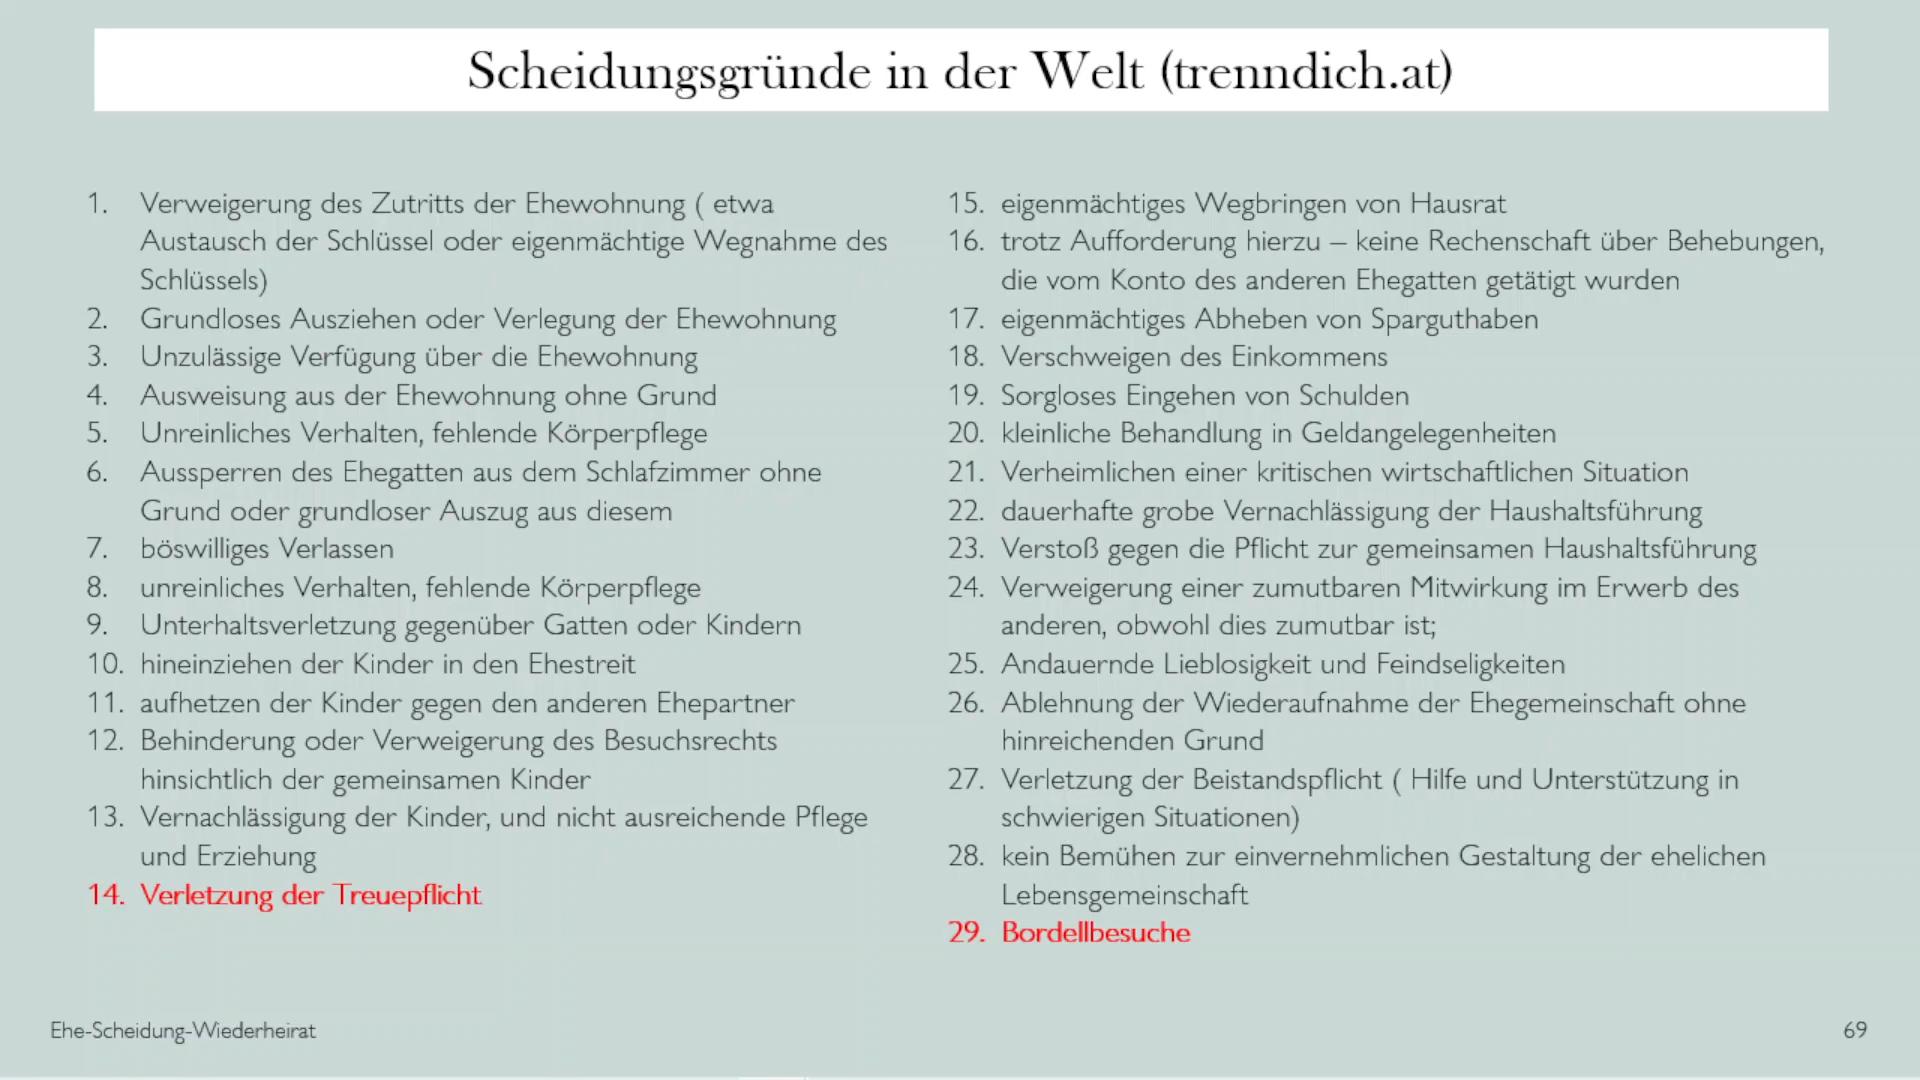 Scheidungsgründe in der Welt (trenndich.at)
1. Verweigerung des Zutritts der Ehewohnung ( etwa
Austausch der Schlüssel oder eigenmächtige Wegnahme des
Schlüssels)
2. Grundloses Ausziehen oder Verlegung der Ehewohnung
3. Unzulässige Verfügung über die Ehewohnung
4. Ausweisung aus der Ehewohnung ohne Grund
5. Unreinliches Verhalten, fehlende Körperpflege
6. Aussperren des Ehegatten aus dem Schlafzimmer ohne
Grund oder grundloser Auszug aus diesem
7. böswilliges Verlassen
8. unreinliches Verhalten, fehlende Körperpflege
9. Unterhaltsverletzung gegenüber Gatten oder Kindern
10. hineinziehen der Kinder in den Ehestreit
11. aufhetzen der Kinder gegen den anderen Ehepartner
12. Behinderung oder Verweigerung des Besuchsrechts
hinsichtlich der gemeinsamen Kinder
13. Vernachlässigung der Kinder, und nicht ausreichende Pflege
und Erziehung
14. Verletzung der Treuepflicht
15. eigenmächtiges Wegbringen von Hausrat
16. trotz Aufforderung hierzu – keine Rechenschaft über Behebungen,
die vom Konto des anderen Ehegatten getätigt wurden
17. eigenmächtiges Abheben von Sparguthaben
18. Verschweigen des Einkommens
19. Sorgloses Eingehen von Schulden
20. kleinliche Behandlung in Geldangelegenheiten
21. Verheimlichen einer kritischen wirtschaftlichen Situation
22. dauerhafte grobe Vernachlässigung der Haushaltsführung
23. Verstoß gegen die Pflicht zur gemeinsamen Haushaltsführung
24. Verweigerung einer zumutbaren Mitwirkung im Erwerb des
anderen, obwohl dies zumutbar ist;
25. Andauernde Lieblosigkeit und Feindseligkeiten
26. Ablehnung der Wiederaufnahme der Ehegemeinschaft ohne
hinreichenden Grund
27. Verletzung der Beistandspflicht ( Hilfe und Unterstützung in
schwierigen Situationen)
28. kein Bemühen zur einvernehmlichen Gestaltung der ehelichen
Lebensgemeinschaft
29. Bordellbesuche
Ehe-Scheidung-Wiederheirat
69